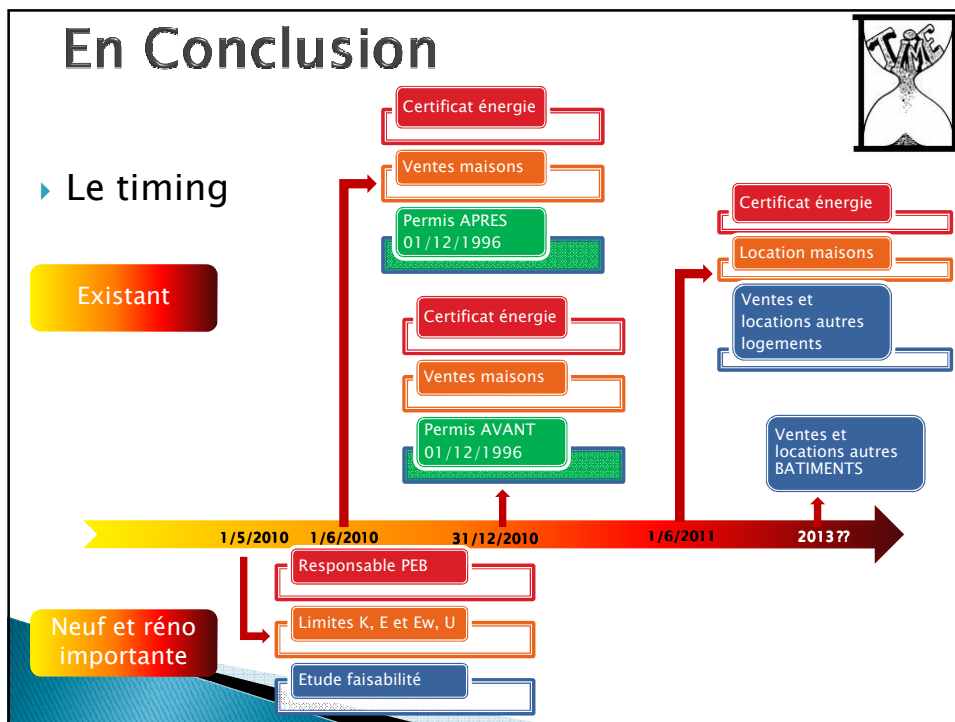 En Conclusion
TIME
Le timing
Existant
Certificat énergie
Ventes maisons
Permis APRES
01/12/1996
Certificat énergie
Ventes maisons
Permis AVANT
01/12/1996
Certificat énergie
Location maisons
Ventes et
locations autres
logements
Ventes et
locations autres
BATIMENTS
1/5/2010
1/6/2010
31/12/2010
1/6/2011
2013??
Neuf et réno
importante
Responsable PEB
Limites K, E et Ew, U
Etude faisabilité